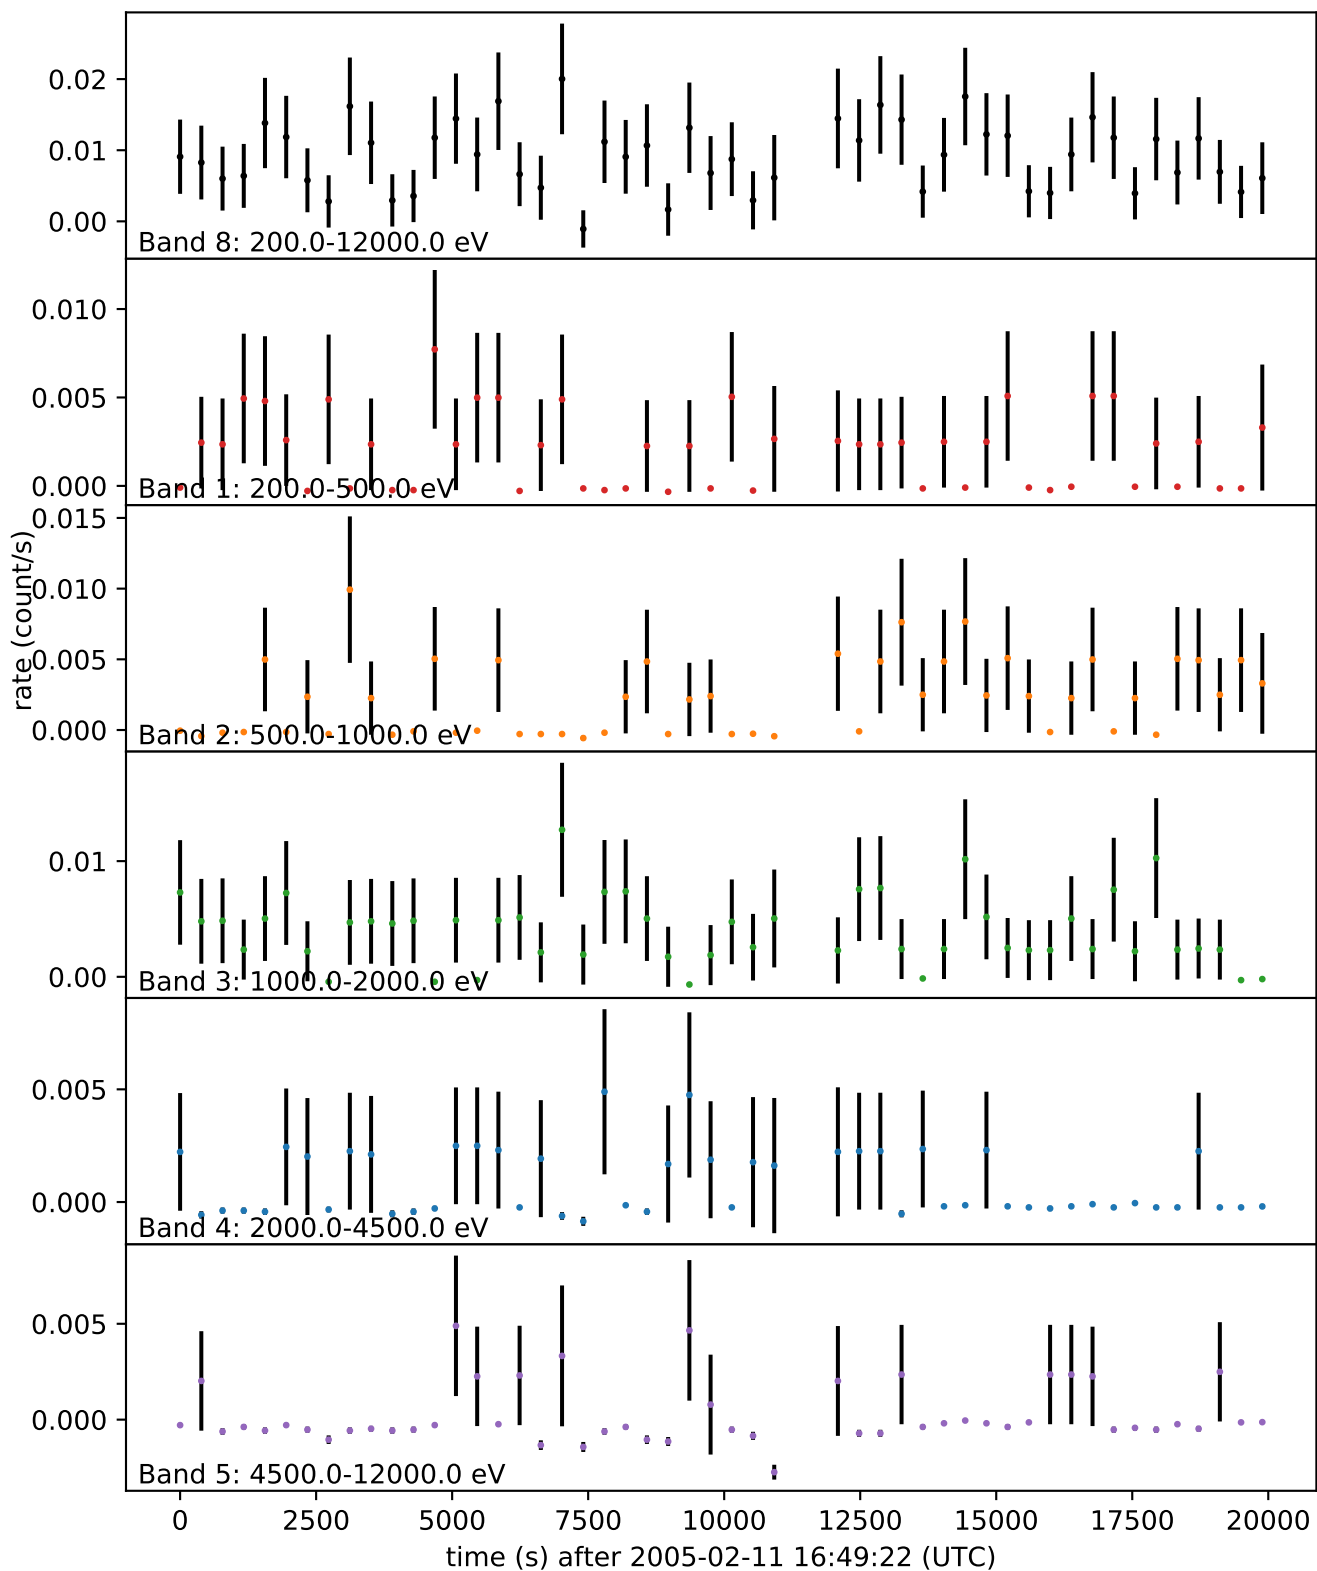 0.02
0.01
0.00
Band 8: 200.0-12000.0 eV
0.010
0.005
0.000
Band 1: 200.0-500.0 eV
0.015
0.010
0.005
0.000
Band 2: 500.0-1000.0 eV
rate (count/s)
0.01
0.00
Band 3: 1000.0-2000.0 eV
0.005
0.000
Band 4: 2000.0-4500.0 eV
0.005
0.000
Band 5: 4500.0-12000.0 eV
0 2500 5000 7500 10000 12500 15000 17500 20000
time (s) after 2005-02-11 16:49:22 (UTC)